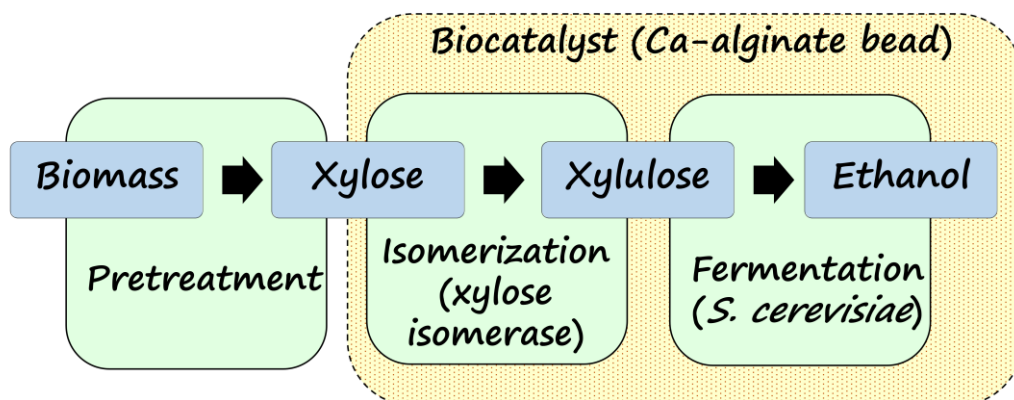 Biocatalyst (Ca-alginate bead)
Biomass
Xylose
Xylulose
Ethanol
Pretreatment
Isomerization
(xylose
isomerase)
Fermentation
(S. cerevisiae)